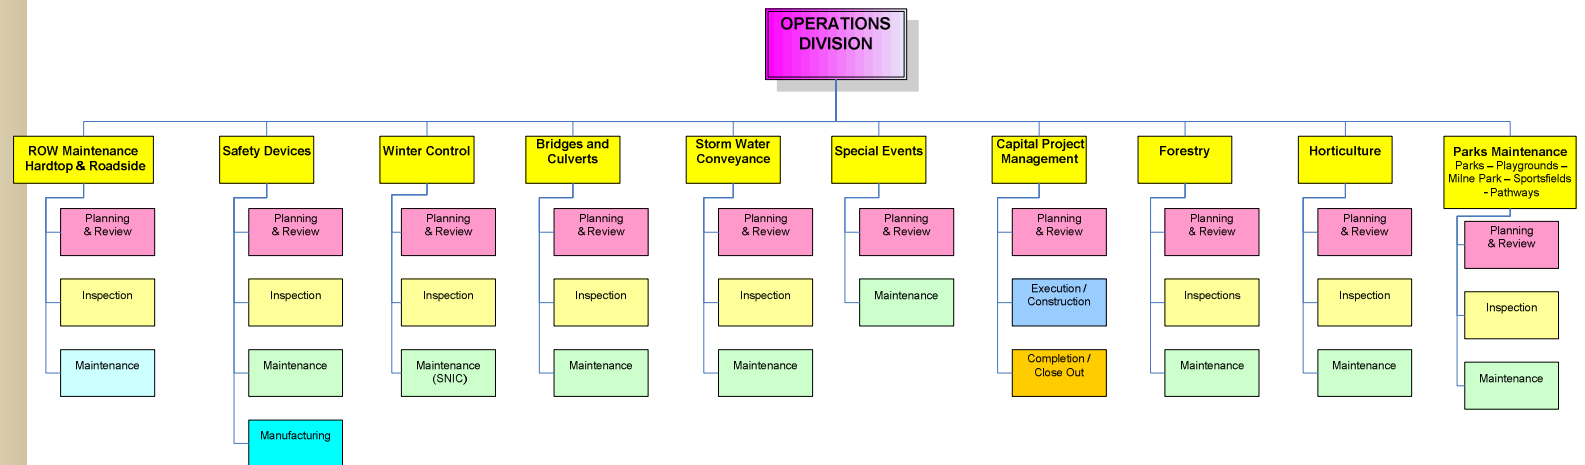 OPERATIONS
DIVISION
ROW Maintenance
Hardtop & Roadside
Planning
& Review
Inspection
Maintenance
Safety Devices
Planning
& Review
Inspection
Maintenance
Manufacturing
Winter Control
Planning
& Review
Inspection
Maintenance
(SNIC)
Bridges and
Culverts
Planning
& Review
Inspection
Maintenance
Storm Water
Conveyance
Planning
& Review
Inspection
Maintenance
Special Events
Planning
& Review
Maintenance
Capital Project
Management
Planning
& Review
Execution /
Construction
Completion /
Close Out
Forestry
Planning
& Review
Inspections
Maintenance
Horticulture
Planning
& Review
Inspection
Maintenance
Parks Maintenance
Parks – Playgrounds –
Milne Park – Sportsfields
- Pathways
Planning
& Review
Inspection
Maintenance